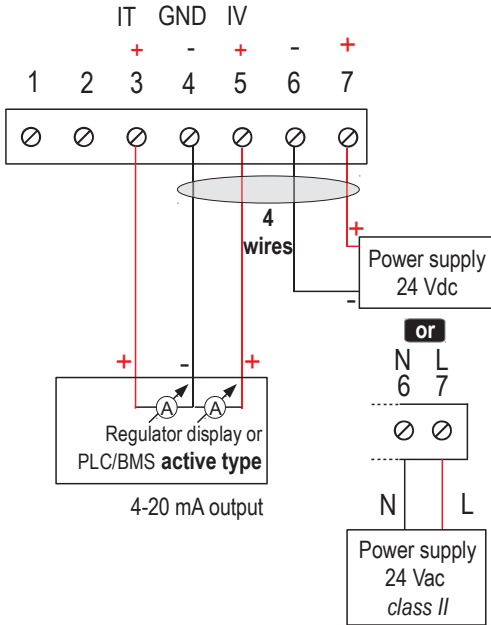 IT GND IV
+ - + - +
1 2 3 4 5 6 7
4
wires
+
Power supply
24 Vdc
-
or
N L
6 7
+ - +
A A
Regulator display or
PLC/BMS active type
4-20 mA output
N L
Power supply
24 Vac
class II